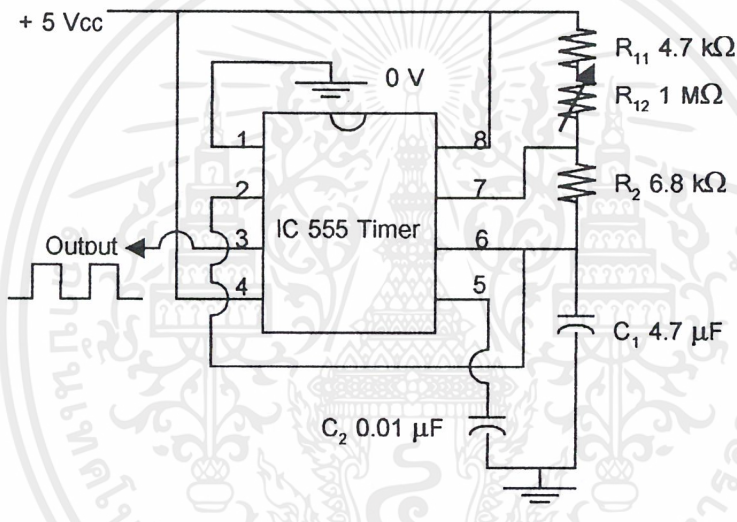 + 5 Vcc
R11 4.7 kΩ
0 V
R12 1 MΩ
1
8
2
7
R2 6.8 kΩ
Output
3
IC 555 Timer
6
4
5
C1 4.7 μF
C2 0.01 μF